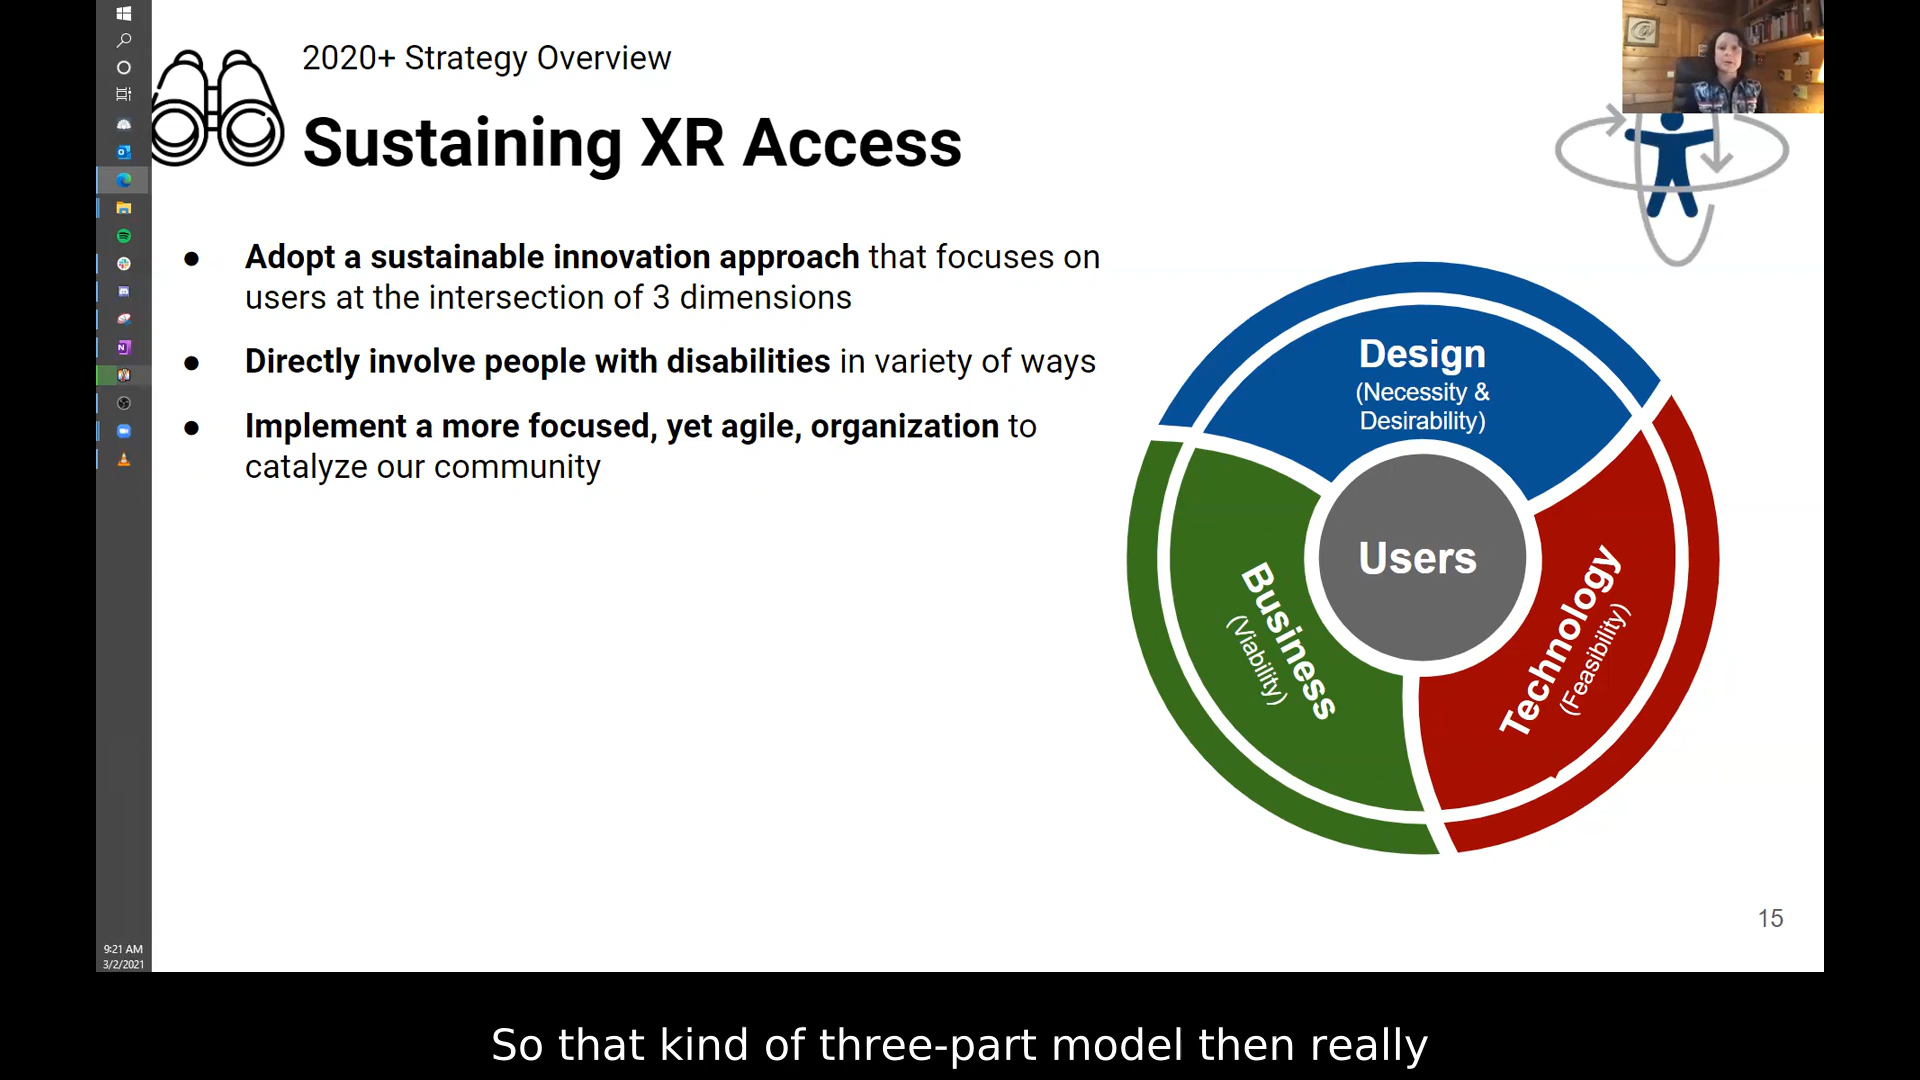 2020+ Strategy Overview
Sustaining XR Access
● Adopt a sustainable innovation approach that focuses on
users at the intersection of 3 dimensions
● Directly involve people with disabilities in variety of ways
● Implement a more focused, yet agile, organization to
catalyze our community
Design
(Necessity &
Desirability)
Users
Business
(Viability)
Technology
(Feasibility)
15
9:21 AM
3/2/2021
So that kind of three-part model then really